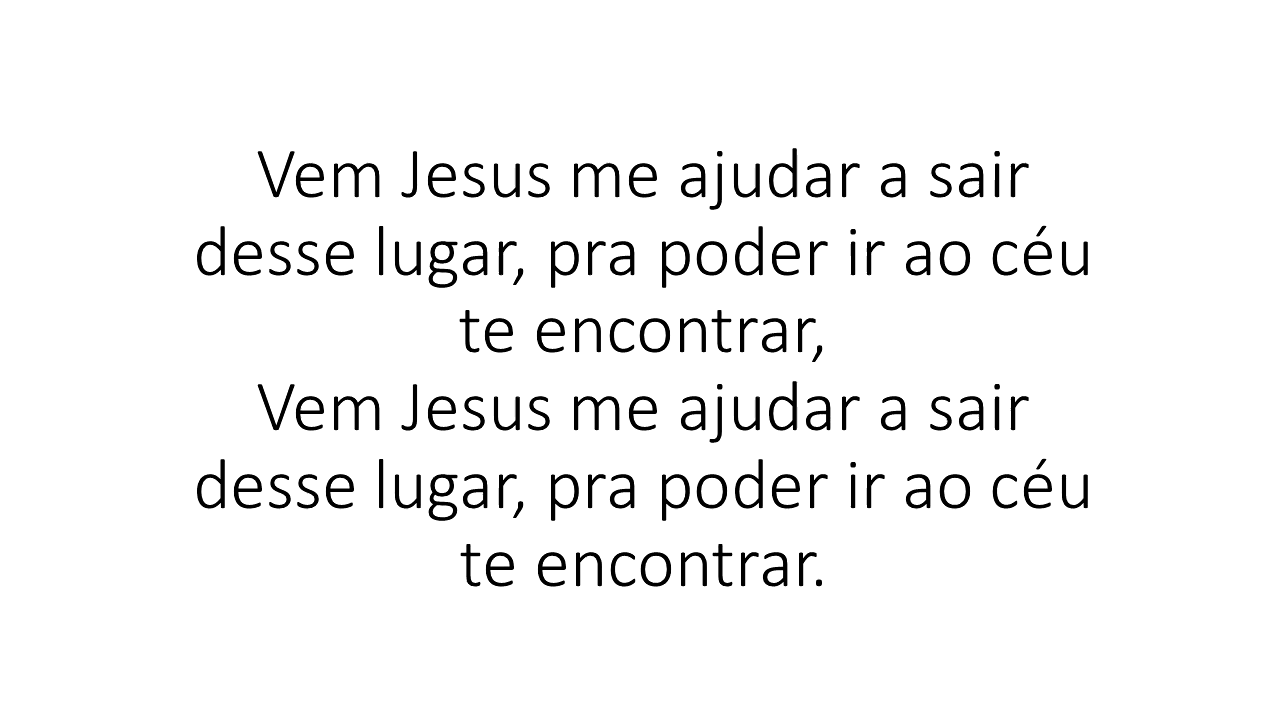 Vem Jesus me ajudar a sair
desse lugar, pra poder ir ao céu
te encontrar,
Vem Jesus me ajudar a sair
desse lugar, pra poder ir ao céu
te encontrar.